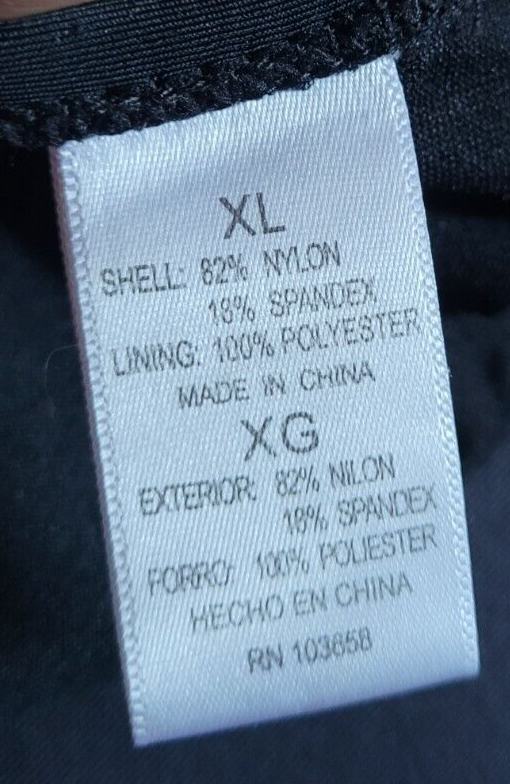 XL
SHELL: 82% NYLON
18% SPANDEX
LINING: 100% POLYESTER
MADE IN CHINA
XG
EXTERIOR: 82% NILON
18% SPANDEX
FORRO: 100% POLIESTER
HECHO EN CHINA
RN 103658